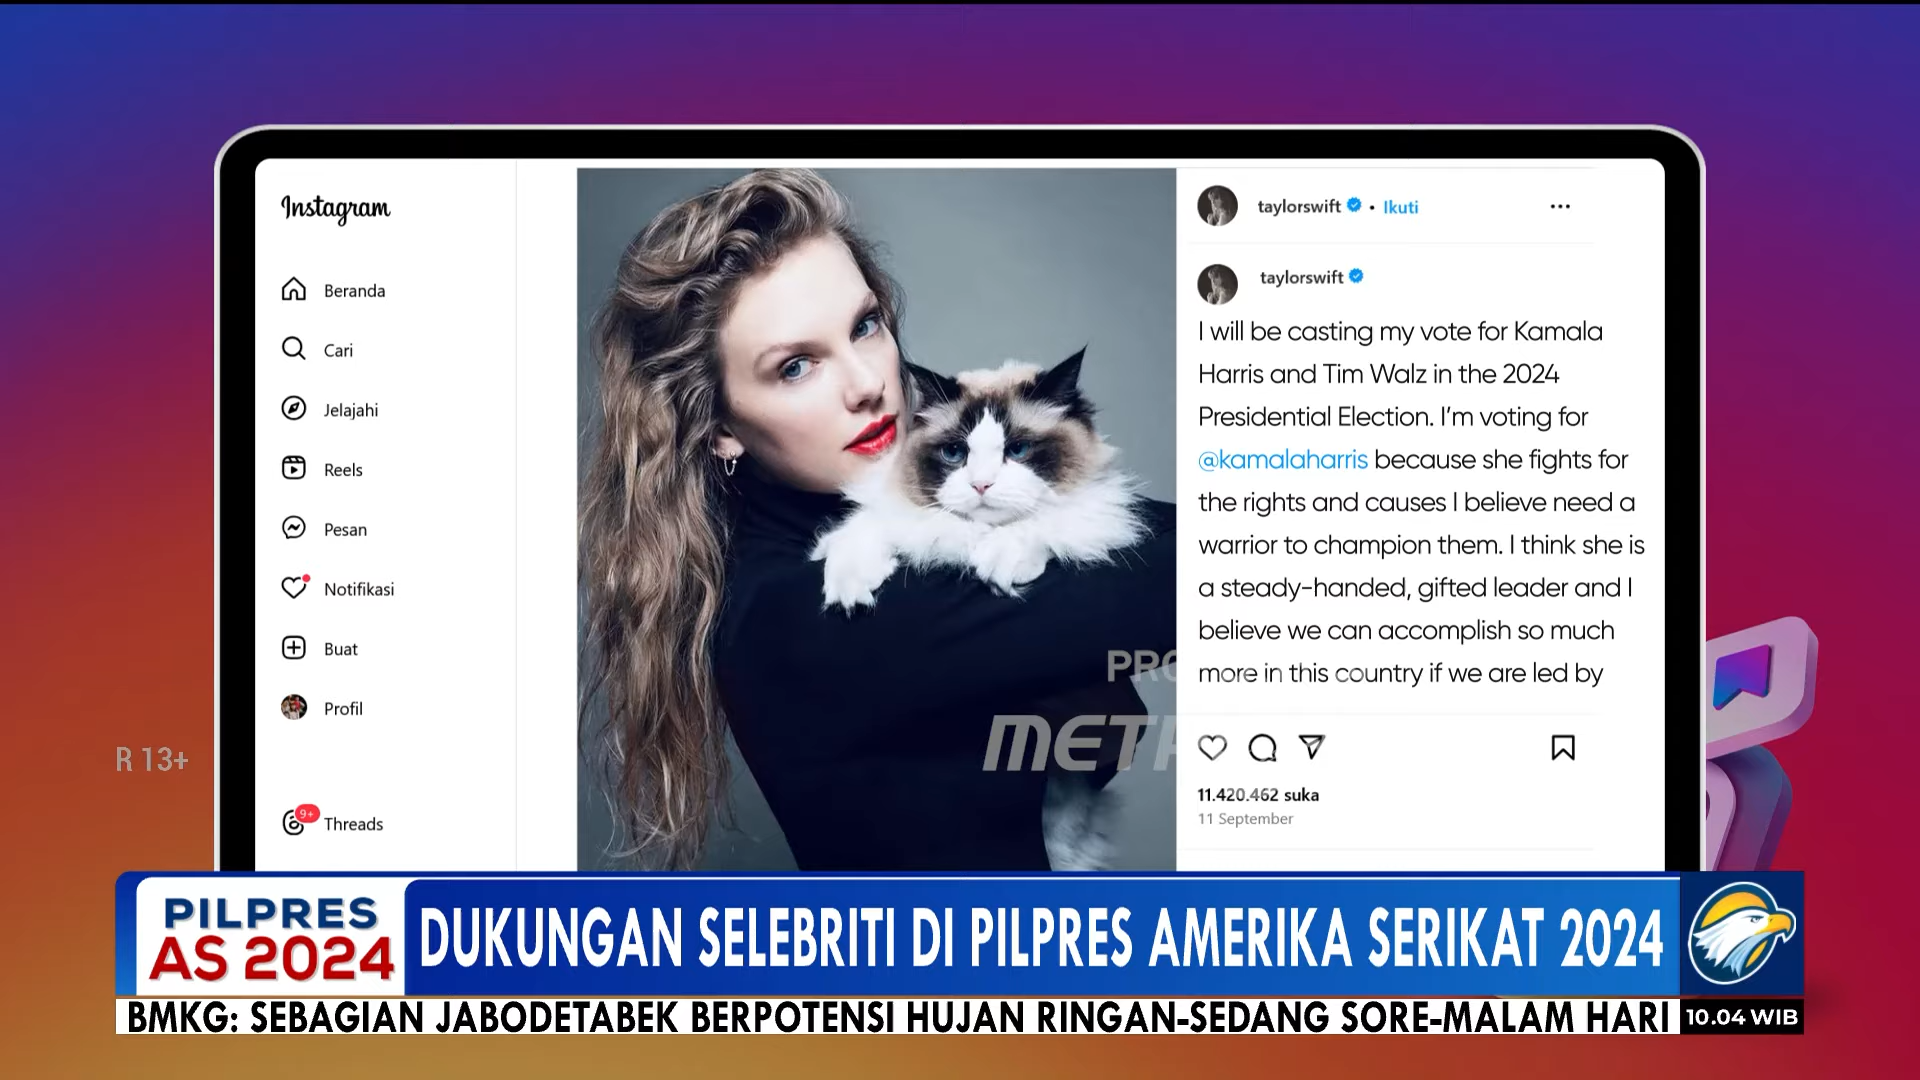 Instagram
Beranda
Cari
Jelajahi
Reels
Pesan
Notifikasi
Buat
Profil
9+
Threads
taylorswift • Ikuti
taylorswift
I will be casting my vote for Kamala
Harris and Tim Walz in the 2024
Presidential Election. I'm voting for
@kamalaharris because she fights for
the rights and causes I believe need a
warrior to champion them. I think she is
a steady-handed, gifted leader and I
believe we can accomplish so much
more in this country if we are led by
11.420.462 suka
11 September
R 13+
PILPRES
AS 2024
DUKUNGAN SELEBRITI DI PILPRES AMERIKA SERIKAT 2024
BMKG: SEBAGIAN JABODETABEK BERPOTENSI HUJAN RINGAN-SEDANG SORE-MALAM HARI
10.04 WIB